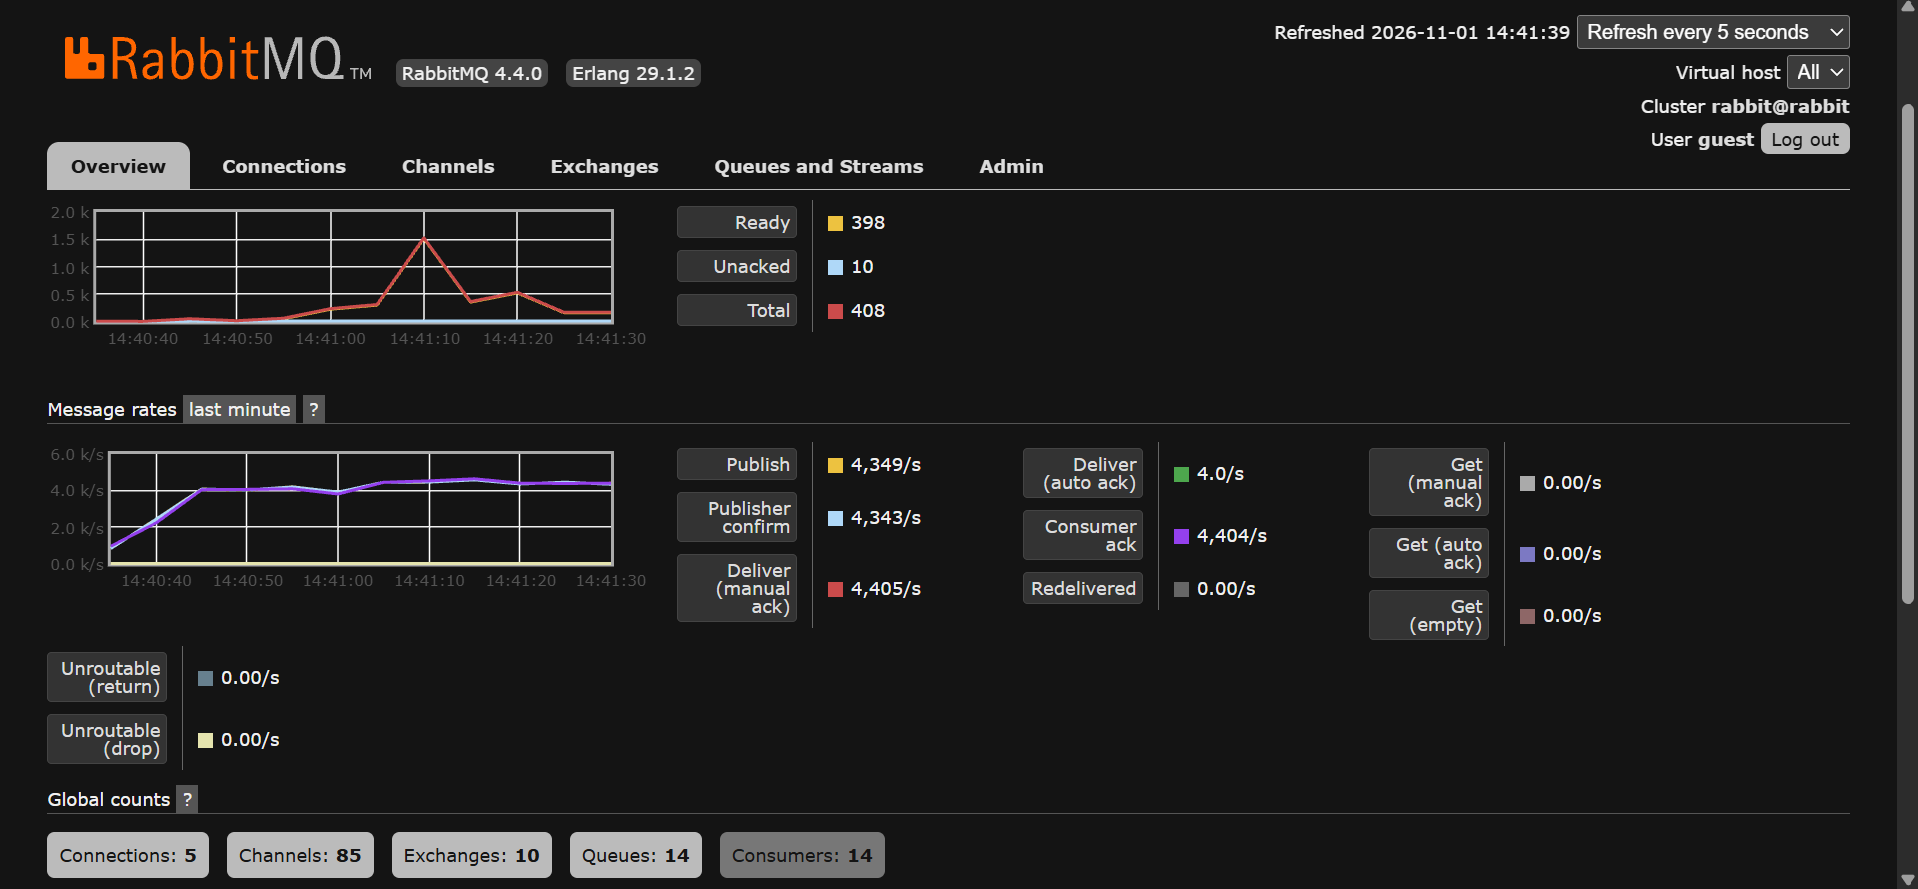 RabbitMQ TM
RabbitMQ 4.4.0
Erlang 29.1.2
Refreshed 2026-11-01 14:41:39
Refresh every 5 seconds
Virtual host All
Cluster rabbit@rabbit
User guest Log out
Overview
Connections
Channels
Exchanges
Queues and Streams
Admin
2.0 k
1.5 k
1.0 k
0.5 k
0.0 k
14:40:40 14:40:50 14:41:00 14:41:10 14:41:20 14:41:30
Ready 398
Unacked 10
Total 408
Message rates last minute ?
6.0 k/s
4.0 k/s
2.0 k/s
0.0 k/s
14:40:40 14:40:50 14:41:00 14:41:10 14:41:20 14:41:30
Publish 4,349/s
Publisher
confirm 4,343/s
Deliver
(manual
ack) 4,405/s
Deliver
(auto ack) 4.0/s
Consumer
ack 4,404/s
Redelivered 0.00/s
Get
(manual
ack) 0.00/s
Get (auto
ack) 0.00/s
Get
(empty) 0.00/s
Unroutable
(return) 0.00/s
Unroutable
(drop) 0.00/s
Global counts ?
Connections: 5
Channels: 85
Exchanges: 10
Queues: 14
Consumers: 14